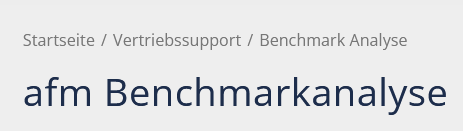 Startseite / Vertriebssupport / Benchmark Analyse
afm Benchmarkanalyse